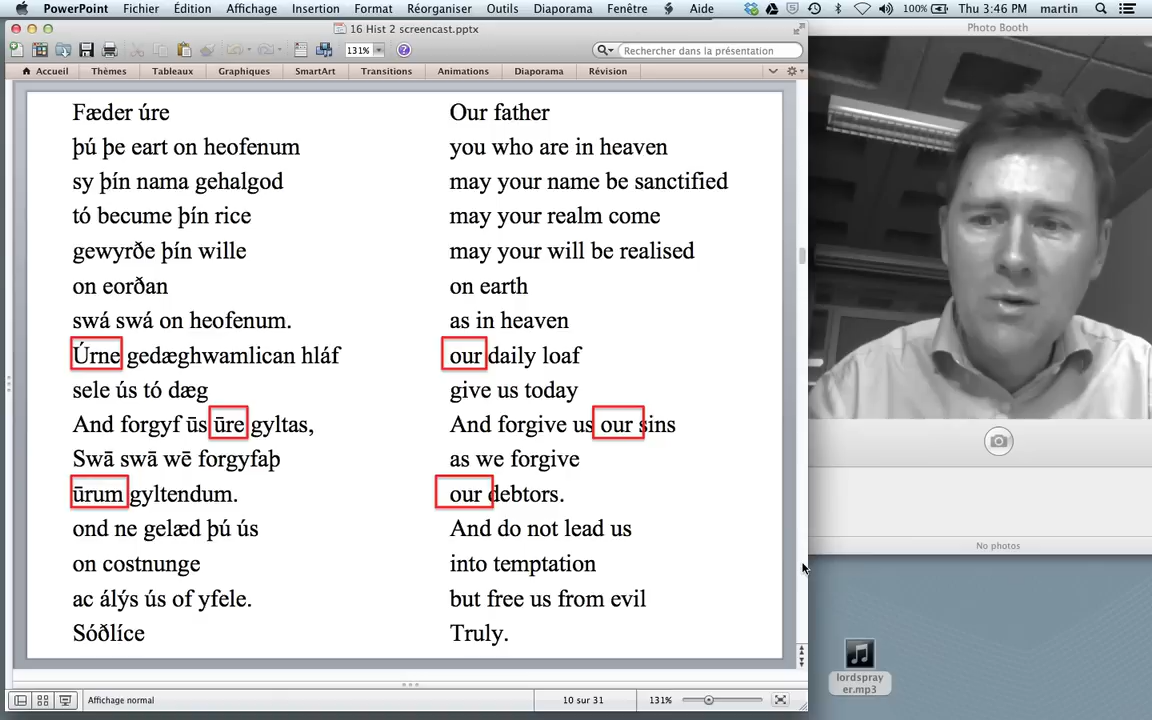 PowerPoint Fichier Édition Affichage Insertion Format Réorganiser Outils Diaporama Fenêtre Aide 100% Thu 3:46 PM martin
16 Hist 2 screencast.pptx
Photo Booth
131% Rechercher dans la présentation
Accueil Thèmes Tableaux Graphiques SmartArt Transitions Animations Diaporama Révision
Fæder úre
þú þe eart on heofenum
sy þín nama gehalgod
tó becume þín rice
gewyrðe þín wille
on eorðan
swá swá on heofenum.
Úrne gedæghwamlican hláf
sele ús tó dæg
And forgyf ūs ūre gyltas,
Swā swā wē forgyfaþ
ūrum gyltendum.
ond ne gelæd þú ús
on costnunge
ac álýs ús of yfele.
Sóðlíce
Our father
you who are in heaven
may your name be sanctified
may your realm come
may your will be realised
on earth
as in heaven
our daily loaf
give us today
And forgive us our sins
as we forgive
our debtors.
And do not lead us
into temptation
but free us from evil
Truly.
No photos
lordspray
er.mp3
Affichage normal 10 sur 31 131%